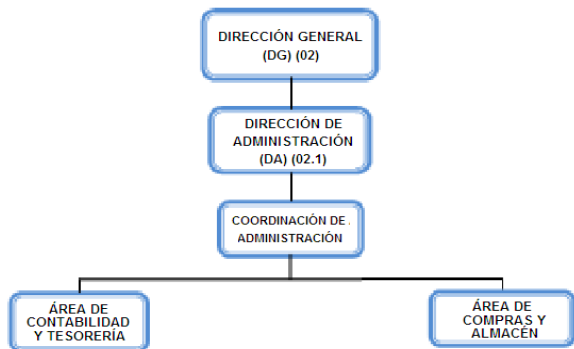 DIRECCIÓN GENERAL
(DG) (02)
DIRECCIÓN DE
ADMINISTRACIÓN
(DA) (02.1)
COORDINACIÓN DE.
ADMINISTRACIÓN
ÁREA DE
CONTABILIDAD
Y TESORERÍA
ÁREA DE
COMPRAS Y
ALMACÉN